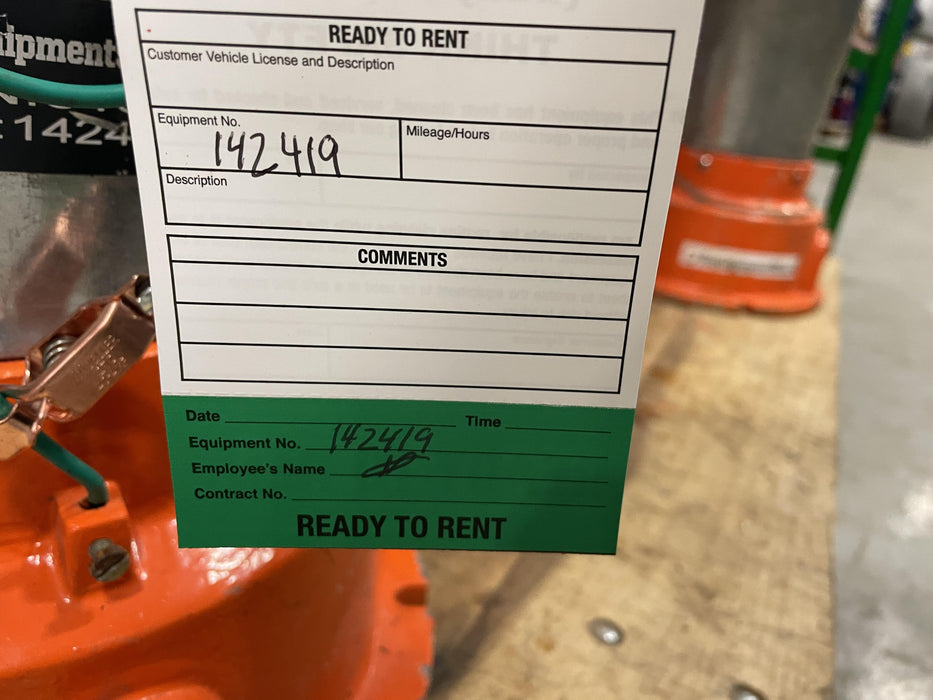 READY TO RENT
Customer Vehicle License and Description
Equipment No.
142419
Mileage/Hours
Description
COMMENTS
Date
Time
Equipment No. 142419
Employee's Name
Contract No.
READY TO RENT
ipment
1424